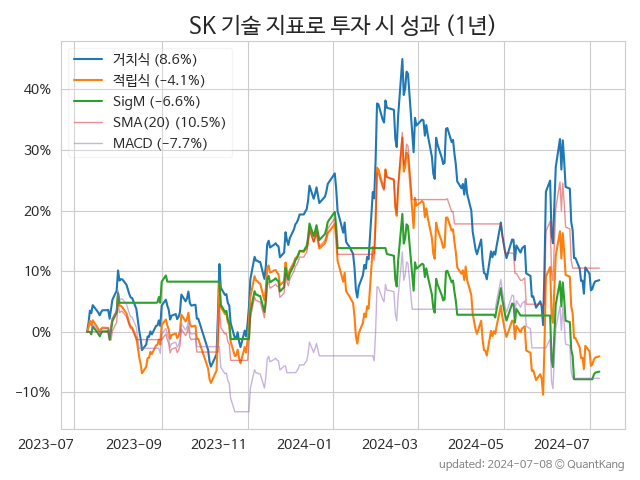 SK 기술 지표로 투자 시 성과 (1년)
거치식 (8.6%)
적립식 (−4.1%)
SigM (−6.6%)
SMA(20) (10.5%)
MACD (−7.7%)
40%
30%
20%
10%
0%
−10%
2023-07 2023-09 2023-11 2024-01 2024-03 2024-05 2024-07
updated: 2024-07-08 © QuantKang